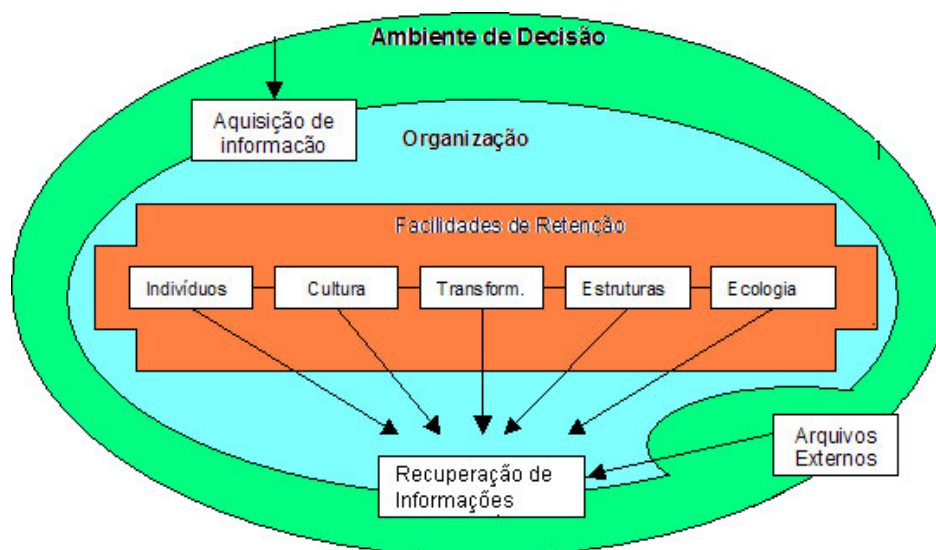 Ambiente de Decisão
Aquisição de
informacão
Organização
Facilidades de Retenção
Indivíduos
Cultura
Transform.
Estruturas
Ecologia
Arquivos
Externos
Recuperação de
Informações